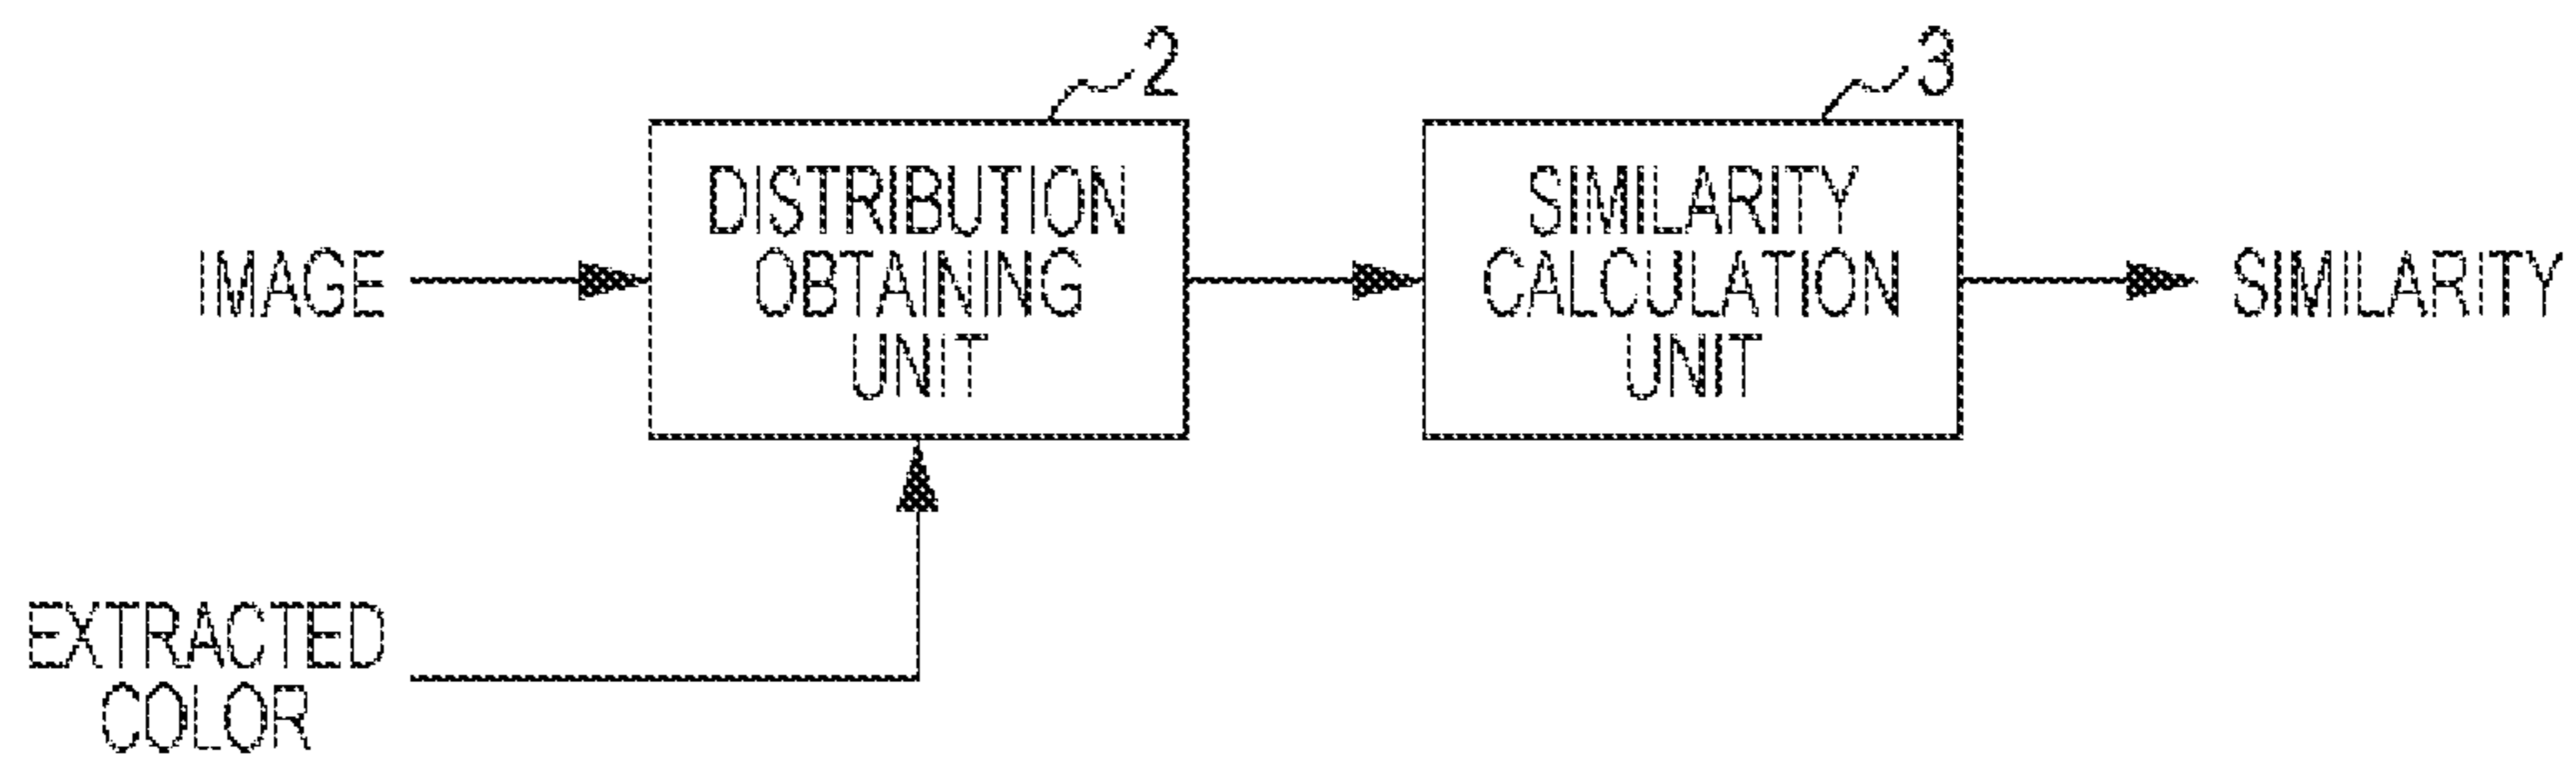 2
3
DISTRIBUTION
OBTAINING
UNIT
SIMILARITY
CALCULATION
UNIT
IMAGE
SIMILARITY
EXTRACTED
COLOR